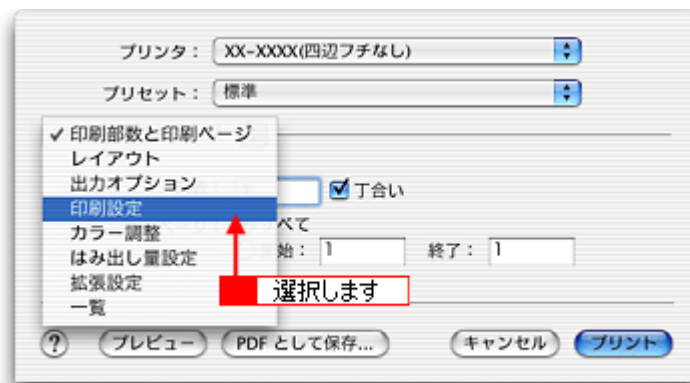 プリンタ： XX-XXXX(四辺フチなし)
プリセット： 標準
✓ 印刷部数と印刷ページ
レイアウト
出力オプション
丁合い
印刷設定
カラー調整
べて
はみ出し量設定
始： 1 終了： 1
拡張設定
選択します
一覧
? プレビュー PDF として保存... キャンセル プリント